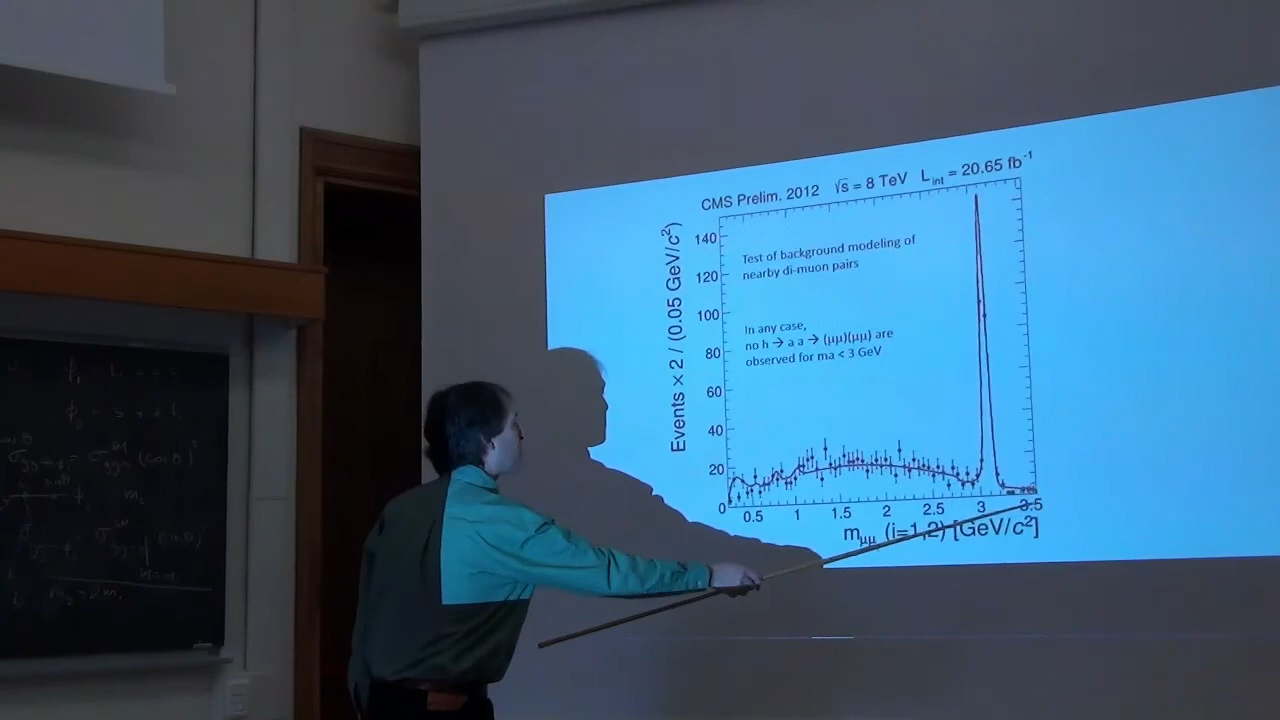 CMS Prelim. 2012 √s = 8 TeV L_int = 20.65 fb⁻¹
Events × 2 / (0.05 GeV/c²)
140
120
100
80
60
40
20
0
Test of background modeling of
nearby di-muon pairs
In any case,
no h → a a → (μμ)(μμ) are
observed for ma < 3 GeV
0.5 1 1.5 2 2.5 3 3.5
m_μμ (i=1,2) [GeV/c²]